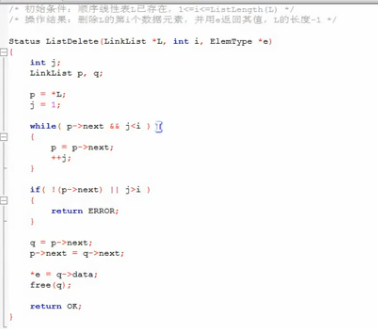 /* 初始条件：顺序线性表L已存在，1<=i<=ListLength(L) */
/* 操作结果：删除L的第i个数据元素，并用e返回其值，L的长度-1 */
Status ListDelete(LinkList *L, int i, ElemType *e)
{
int j;
LinkList p, q;
p = *L;
j = 1;
while( p->next && j<i )
{
p = p->next;
++j;
}
if( !(p->next) || j>i )
{
return ERROR;
}
q = p->next;
p->next = q->next;
*e = q->data;
free(q);
return OK;
}